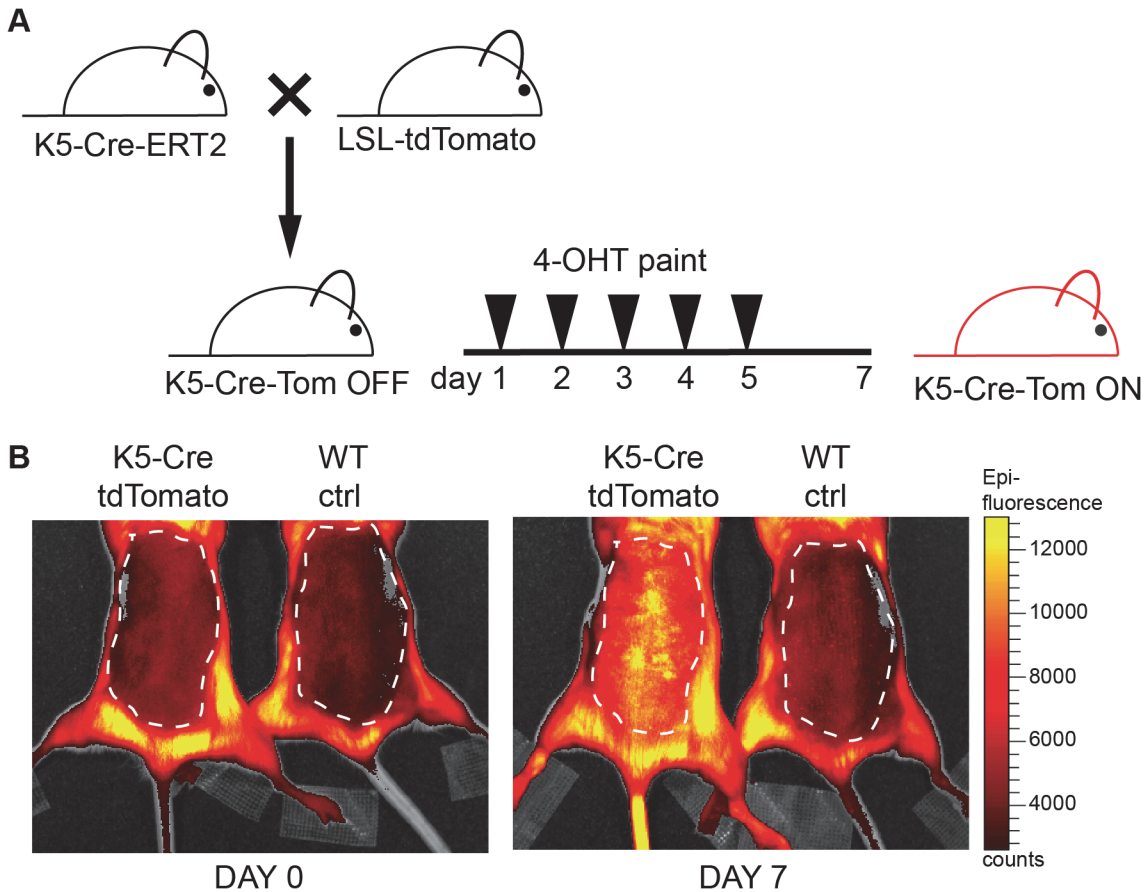 A
K5-Cre-ERT2
LSL-tdTomato
4-OHT paint
K5-Cre-Tom OFF
day 1 2 3 4 5 7
K5-Cre-Tom ON
B
K5-Cre
tdTomato
WT
ctrl
K5-Cre
tdTomato
WT
ctrl
Epi-
fluorescence
12000
10000
8000
6000
4000
counts
DAY 0
DAY 7